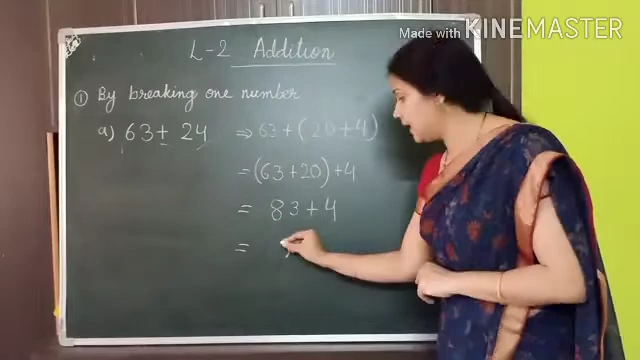 Made with KINEMASTER
L-2 Addition
① By breaking one number
a) 63 + 24 ⇒ 63 + (20 + 4)
= (63 + 20) + 4
= 83 + 4
=